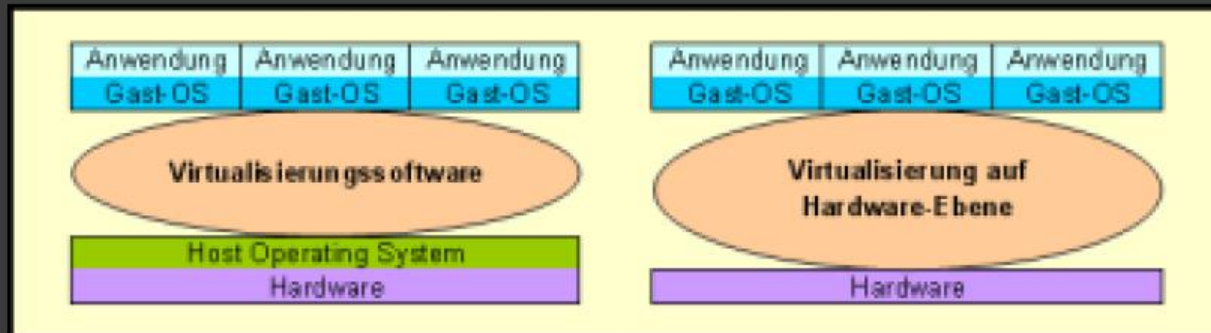 Anwendung Anwendung Anwendung
Gast-OS Gast-OS Gast-OS
Virtualisierungssoftware
Host Operating System
Hardware
Anwendung Anwendung Anwendung
Gast-OS Gast-OS Gast-OS
Virtualisierung auf
Hardware-Ebene
Hardware